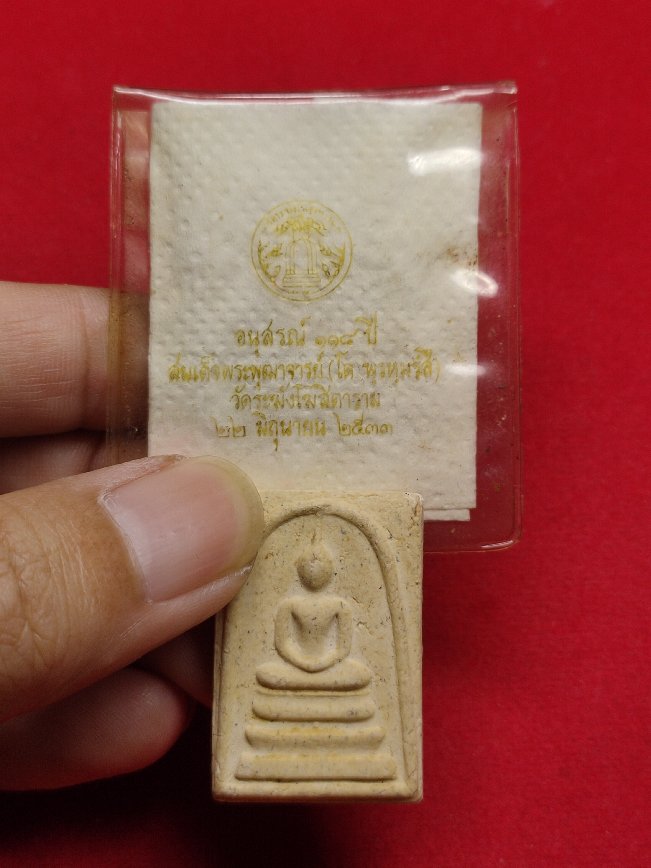 อนุสรณ์ ๑๑๘ ปี
สมเด็จพระพุฒาจารย์ (โต พฺรหฺมรํสี)
วัดระฆังโฆสิตาราม
๒๒ มิถุนายน ๒๕๓๓